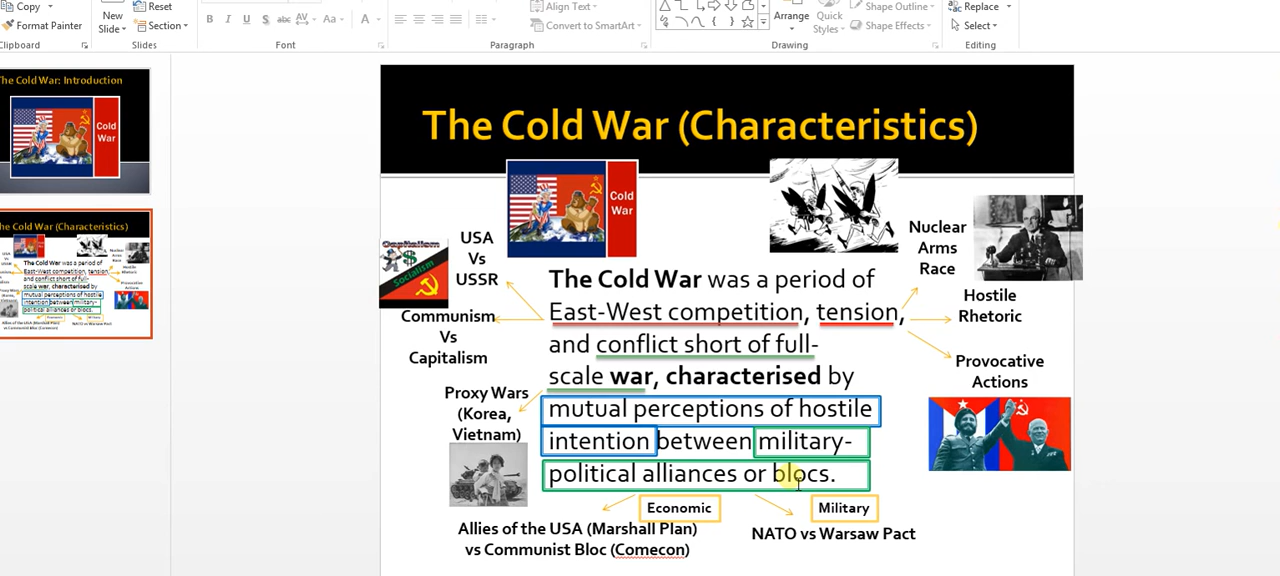 Copy
Format Painter
Clipboard
New
Slide
Reset
Section
Slides
B I U S abc AV Aa A
Font
Align Text
Convert to SmartArt
Paragraph
Arrange
Quick
Styles
Shape Outline
Shape Effects
Drawing
Replace
Select
Editing
The Cold War: Introduction
Cold
War
The Cold War (Characteristics)
The Cold War (Characteristics)
Cold
War
USA
Vs
USSR
Capitalism
Socialism
Communism
Vs
Capitalism
Proxy Wars
(Korea,
Vietnam)
The Cold War was a period of
East-West competition, tension,
and conflict short of full-
scale war, characterised by
mutual perceptions of hostile
intention between military-
political alliances or blocs.
Nuclear
Arms
Race
Hostile
Rhetoric
Provocative
Actions
Economic
Military
Allies of the USA (Marshall Plan)
vs Communist Bloc (Comecon)
NATO vs Warsaw Pact